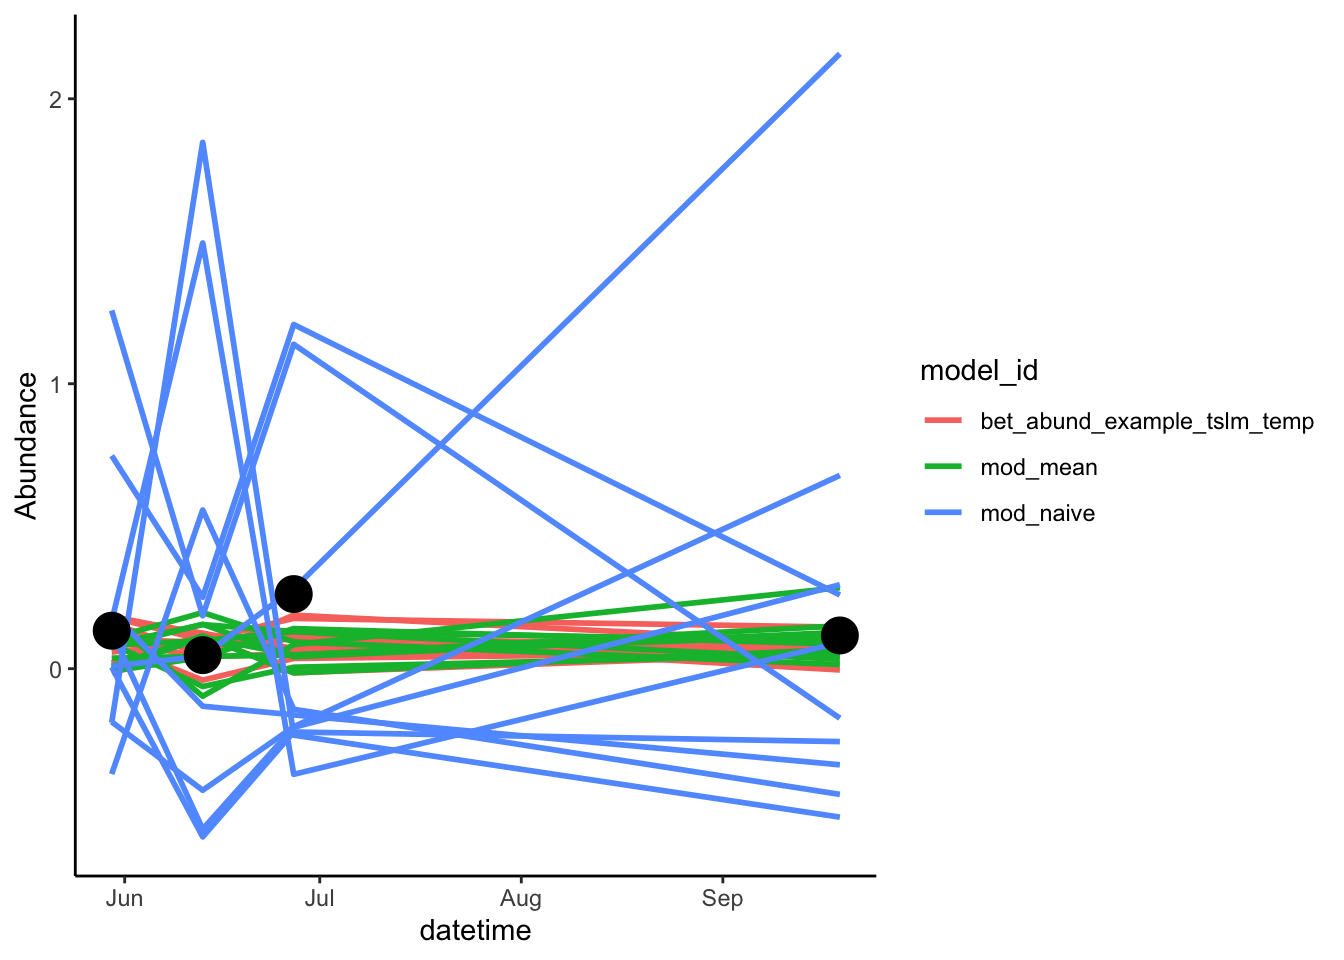 2
1
0
Abundance
Jun Jul Aug Sep
datetime
model_id
bet_abund_example_tslm_temp
mod_mean
mod_naive